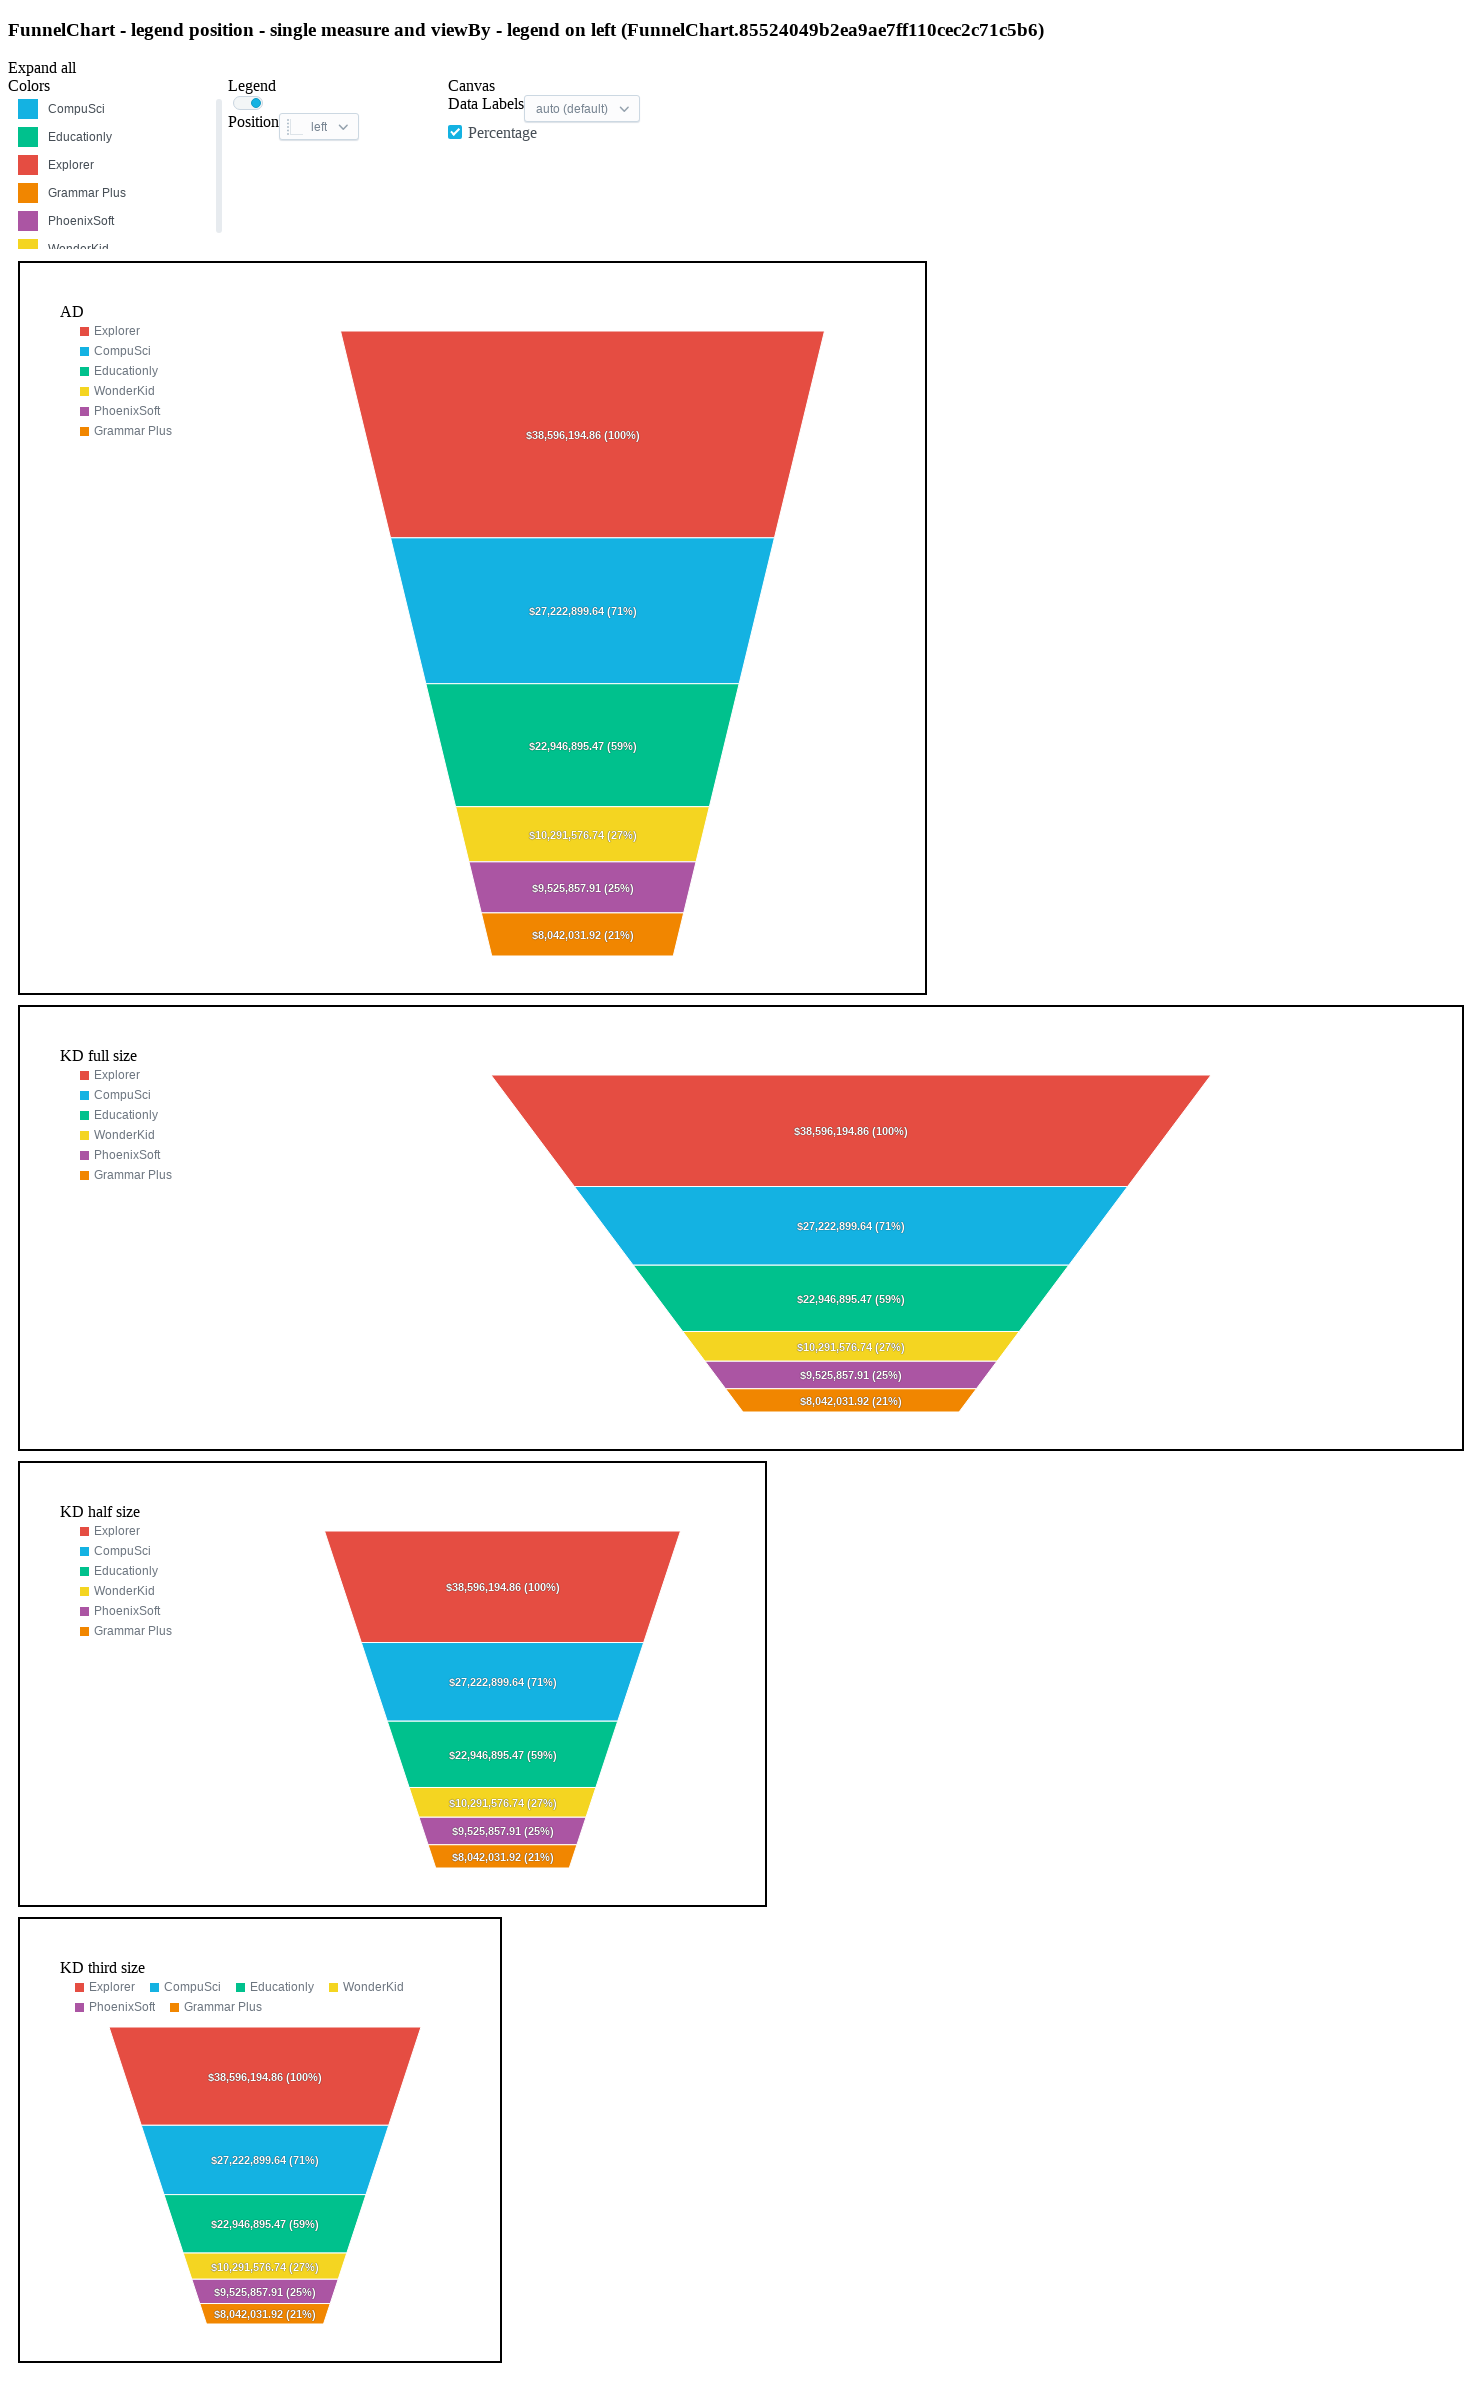 FunnelChart - legend position - single measure and viewBy - legend on left (FunnelChart.85524049b2ea9ae7ff110cec2c71c5b6)
Expand all
Colors
CompuSci
Educationly
Explorer
Grammar Plus
PhoenixSoft
WonderKid
Legend
Position left
Canvas
Data Labels auto (default)
Percentage
AD
Explorer
CompuSci
Educationly
WonderKid
PhoenixSoft
Grammar Plus
$38,596,194.86 (100%)
$27,222,899.64 (71%)
$22,946,895.47 (59%)
$10,291,576.74 (27%)
$9,525,857.91 (25%)
$8,042,031.92 (21%)
KD full size
Explorer
CompuSci
Educationly
WonderKid
PhoenixSoft
Grammar Plus
$38,596,194.86 (100%)
$27,222,899.64 (71%)
$22,946,895.47 (59%)
$10,291,576.74 (27%)
$9,525,857.91 (25%)
$8,042,031.92 (21%)
KD half size
Explorer
CompuSci
Educationly
WonderKid
PhoenixSoft
Grammar Plus
$38,596,194.86 (100%)
$27,222,899.64 (71%)
$22,946,895.47 (59%)
$10,291,576.74 (27%)
$9,525,857.91 (25%)
$8,042,031.92 (21%)
KD third size
Explorer CompuSci Educationly WonderKid
PhoenixSoft Grammar Plus
$38,596,194.86 (100%)
$27,222,899.64 (71%)
$22,946,895.47 (59%)
$10,291,576.74 (27%)
$9,525,857.91 (25%)
$8,042,031.92 (21%)